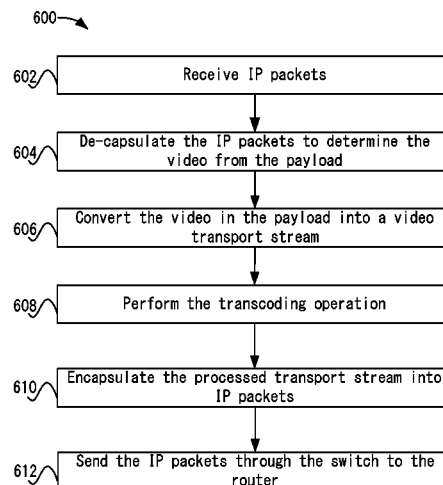 600
602
Receive IP packets
604
De-capsulate the IP packets to determine the
video from the payload
606
Convert the video in the payload into a video
transport stream
608
Perform the transcoding operation
610
Encapsulate the processed transport stream into
IP packets
612
Send the IP packets through the switch to the
router